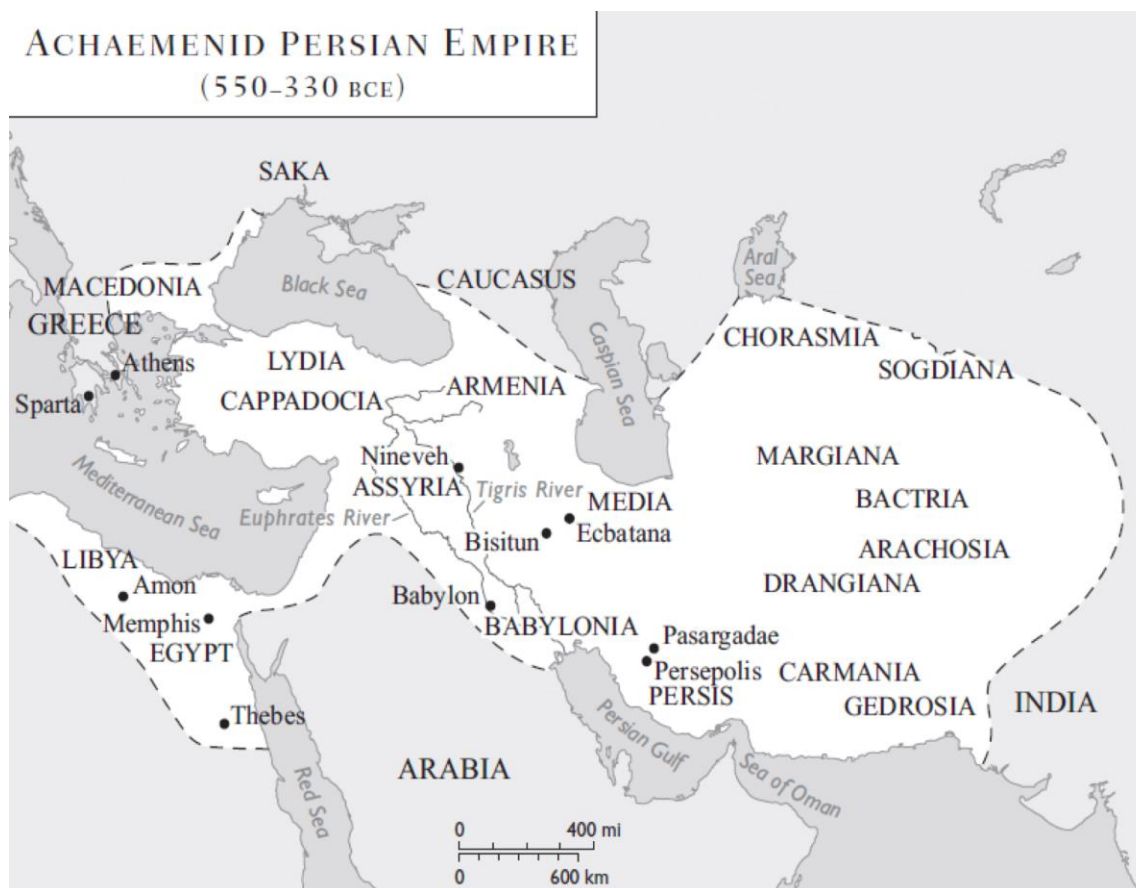 ACHAEMENID PERSIAN EMPIRE
(550–330 BCE)
SAKA
Aral
Sea
CAUCASUS
MACEDONIA
Black Sea
GREECE
Caspian Sea
CHORASMIA
Athens
LYDIA
SOGDIANA
Sparta
CAPPADOCIA
ARMENIA
Nineveh
MARGIANA
Mediterranean Sea
ASSYRIA
Tigris River
MEDIA
BACTRIA
Euphrates River
Ecbatana
Bisitun
ARACHOSIA
LIBYA
Amon
DRANGIANA
Babylon
Memphis
BABYLONIA
Pasargadae
EGYPT
Persepolis
CARMANIA
PERSIS
GEDROSIA
INDIA
Thebes
Persian Gulf
ARABIA
Sea of Oman
Red Sea
0 400 mi
0 600 km